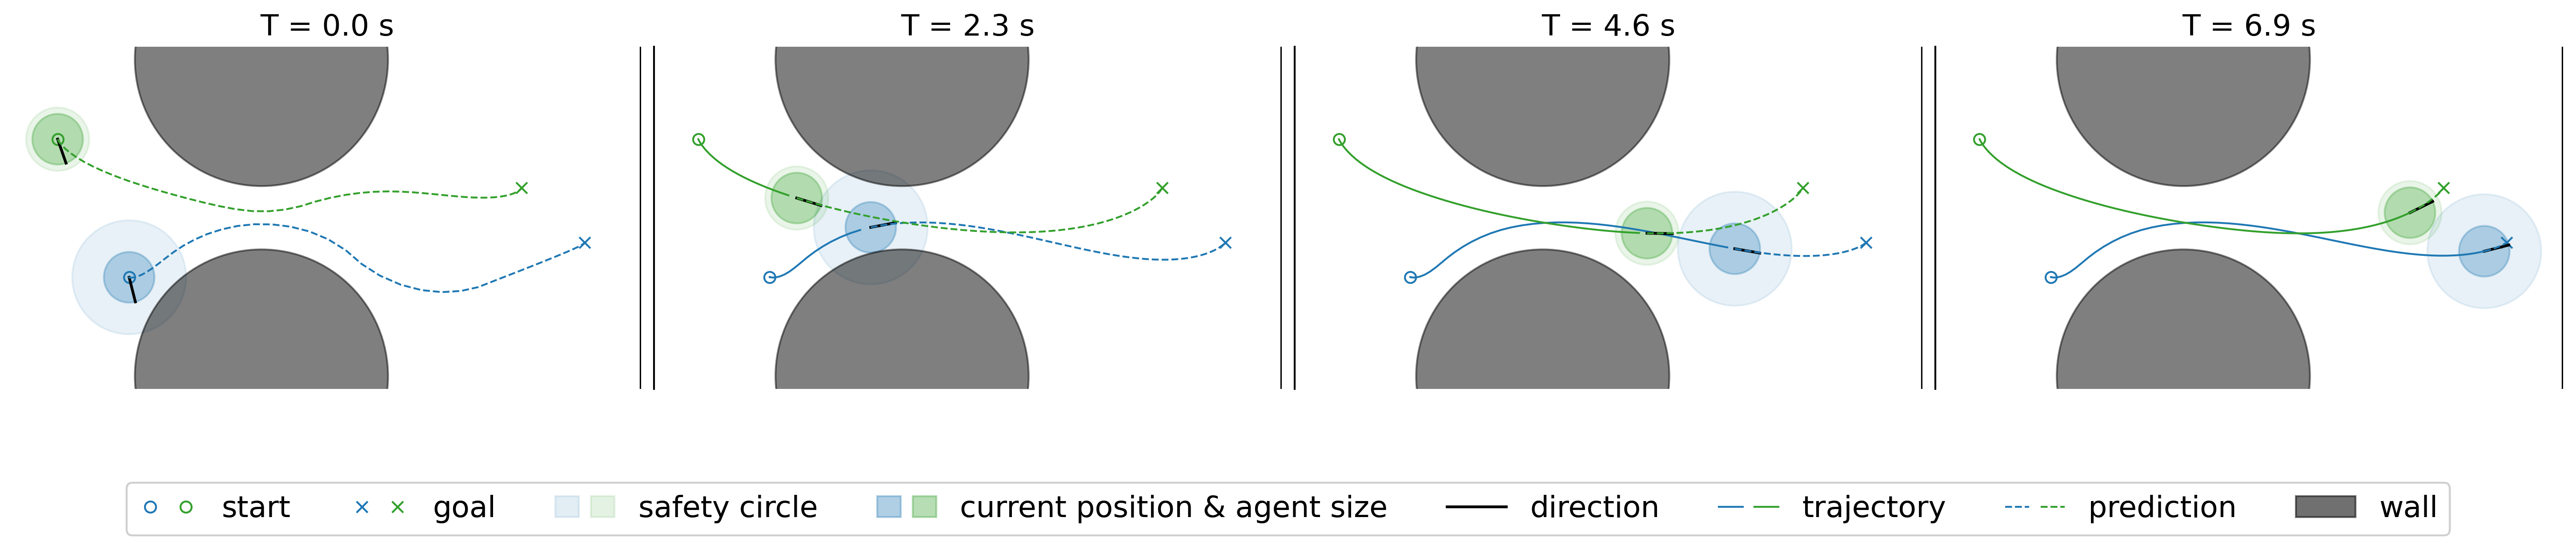 T = 0.0 s
T = 2.3 s
T = 4.6 s
T = 6.9 s
start goal safety circle current position & agent size direction trajectory prediction wall